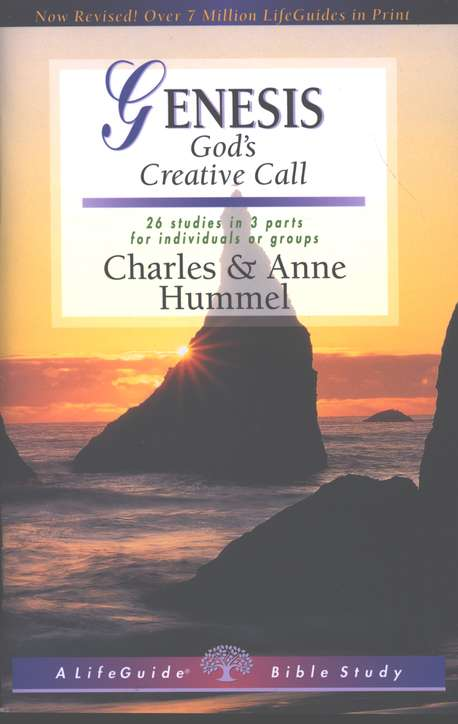 Now Revised! Over 7 Million LifeGuides in Print
GENESIS
God's
Creative Call
26 studies in 3 parts
for individuals or groups
Charles & Anne
Hummel
A LifeGuide® Bible Study